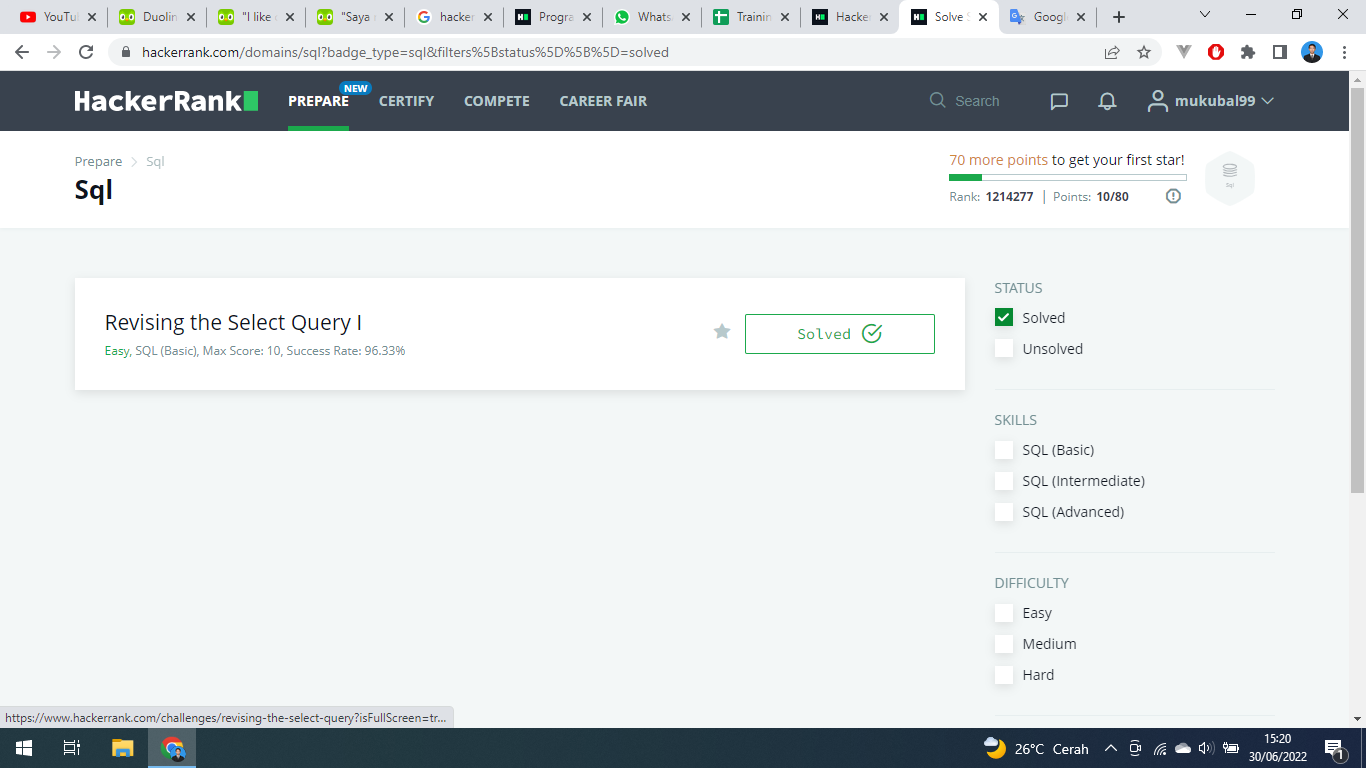 YouTu
Duolin
"I like
"Saya
hacker
Progra
Whats
Trainin
Hacke
Solve S
Googl
hackerrank.com/domains/sql?badge_type=sql&filters%5Bstatus%5D%5B%5D=solved
HackerRank
PREPARE
NEW
CERTIFY
COMPETE
CAREER FAIR
Search
mukubal99
Prepare
Sql
Sql
70 more points to get your first star!
Rank: 1214277 | Points: 10/80
Sql
Revising the Select Query I
Easy, SQL (Basic), Max Score: 10, Success Rate: 96.33%
Solved
STATUS
Solved
Unsolved
SKILLS
SQL (Basic)
SQL (Intermediate)
SQL (Advanced)
DIFFICULTY
Easy
Medium
Hard
https://www.hackerrank.com/challenges/revising-the-select-query?isFullScreen=tr...
26°C Cerah
15:20
30/06/2022
1